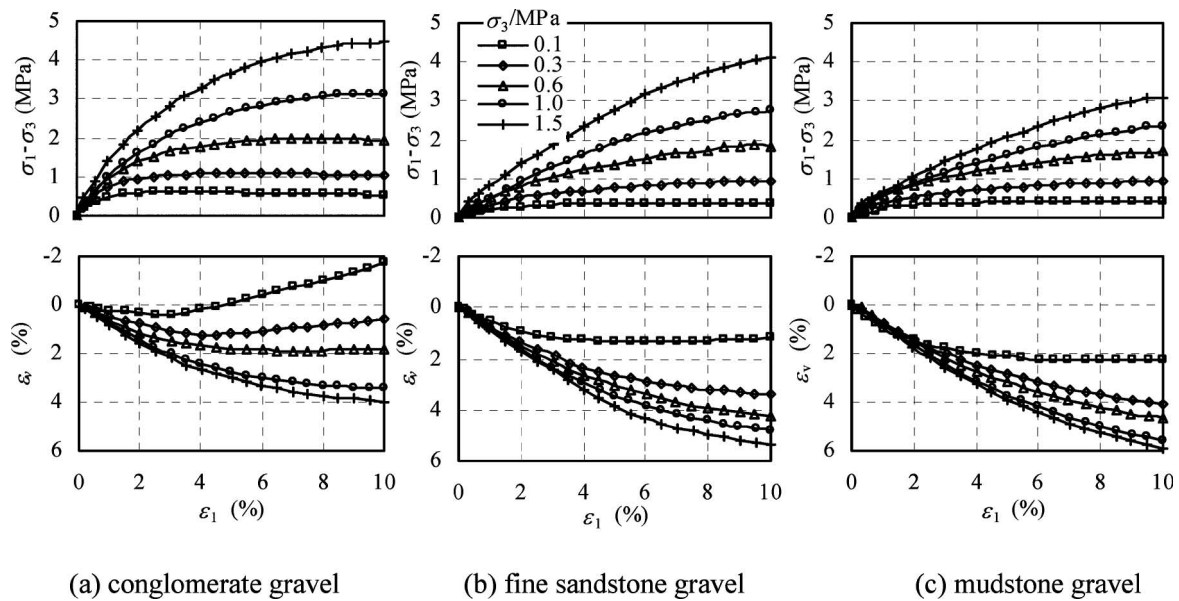 σ₁-σ₃ (MPa)
5
4
3
2
1
0
σ₁-σ₃ (MPa)
5
4
3
2
1
0
σ₃/MPa
0.1
0.3
0.6
1.0
1.5
σ₁-σ₃ (MPa)
5
4
3
2
1
0
εᵥ (%)
-2
0
2
4
6
0 2 4 6 8 10
ε₁ (%)
εᵥ (%)
-2
0
2
4
6
0 2 4 6 8 10
ε₁ (%)
εᵥ (%)
-2
0
2
4
6
0 2 4 6 8 10
ε₁ (%)
(a) conglomerate gravel
(b) fine sandstone gravel
(c) mudstone gravel